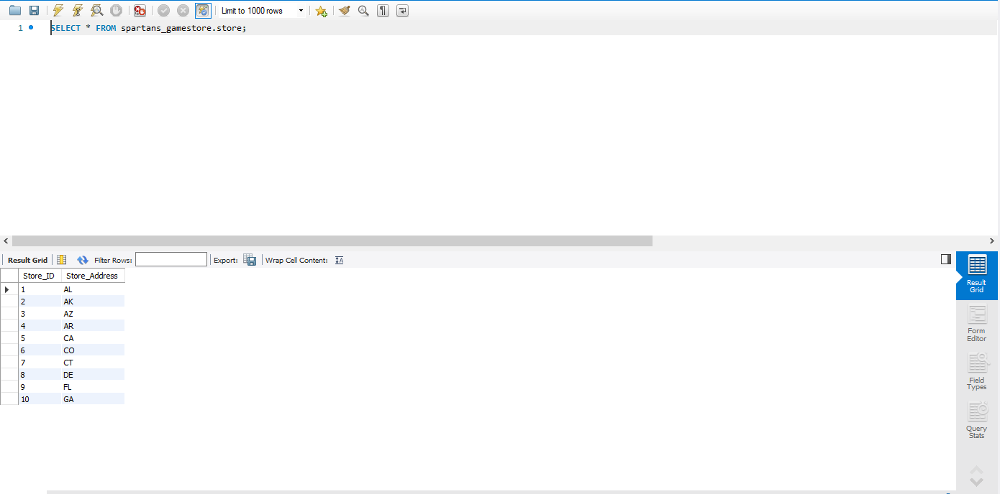 Limit to 1000 rows
1 SELECT * FROM spartans_gamestore.store;
Result Grid Filter Rows: Export: Wrap Cell Content:
Store_ID Store_Address
1 AL
2 AK
3 AZ
4 AR
5 CA
6 CO
7 CT
8 DE
9 FL
10 GA
Result
Grid
Form
Editor
Field
Types
Query
Stats